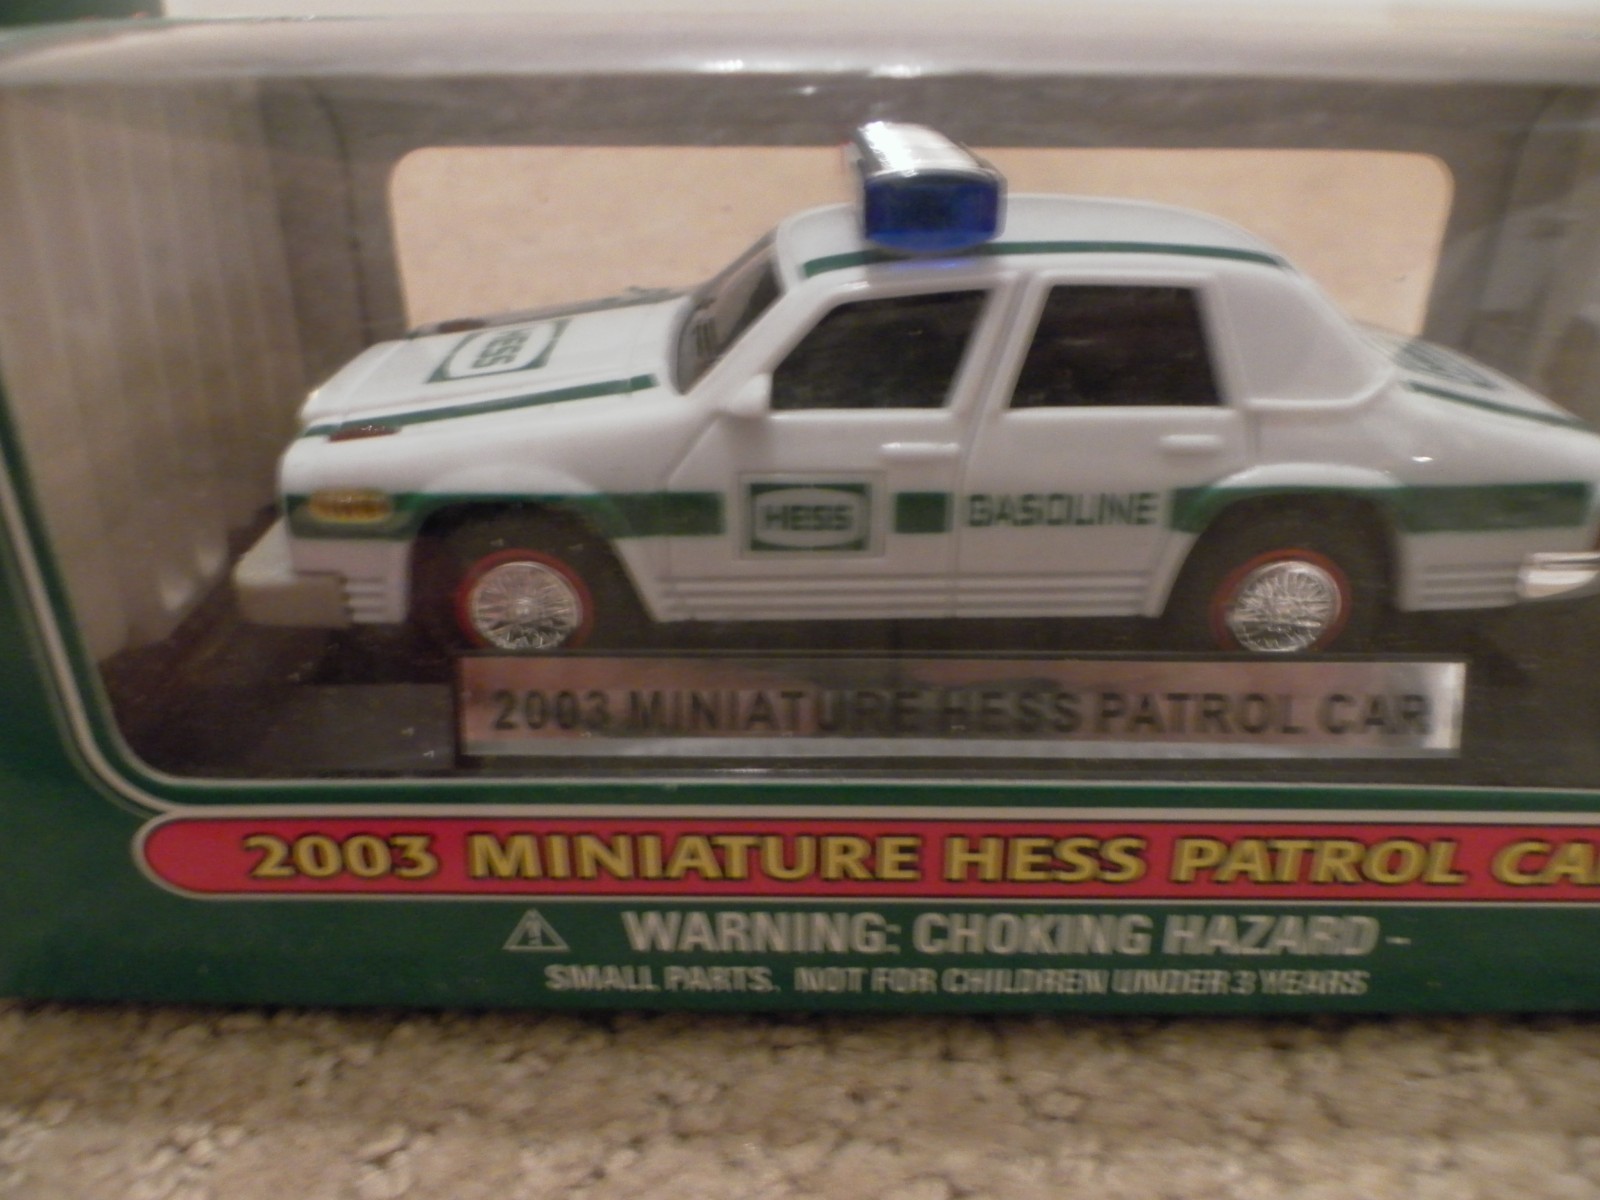 HESS
HESS GASOLINE
2003 MINIATURE HESS PATROL CAR
2003 MINIATURE HESS PATROL
WARNING: CHOKING HAZARD -
SMALL PARTS. NOT FOR CHILDREN UNDER 3 YEARS